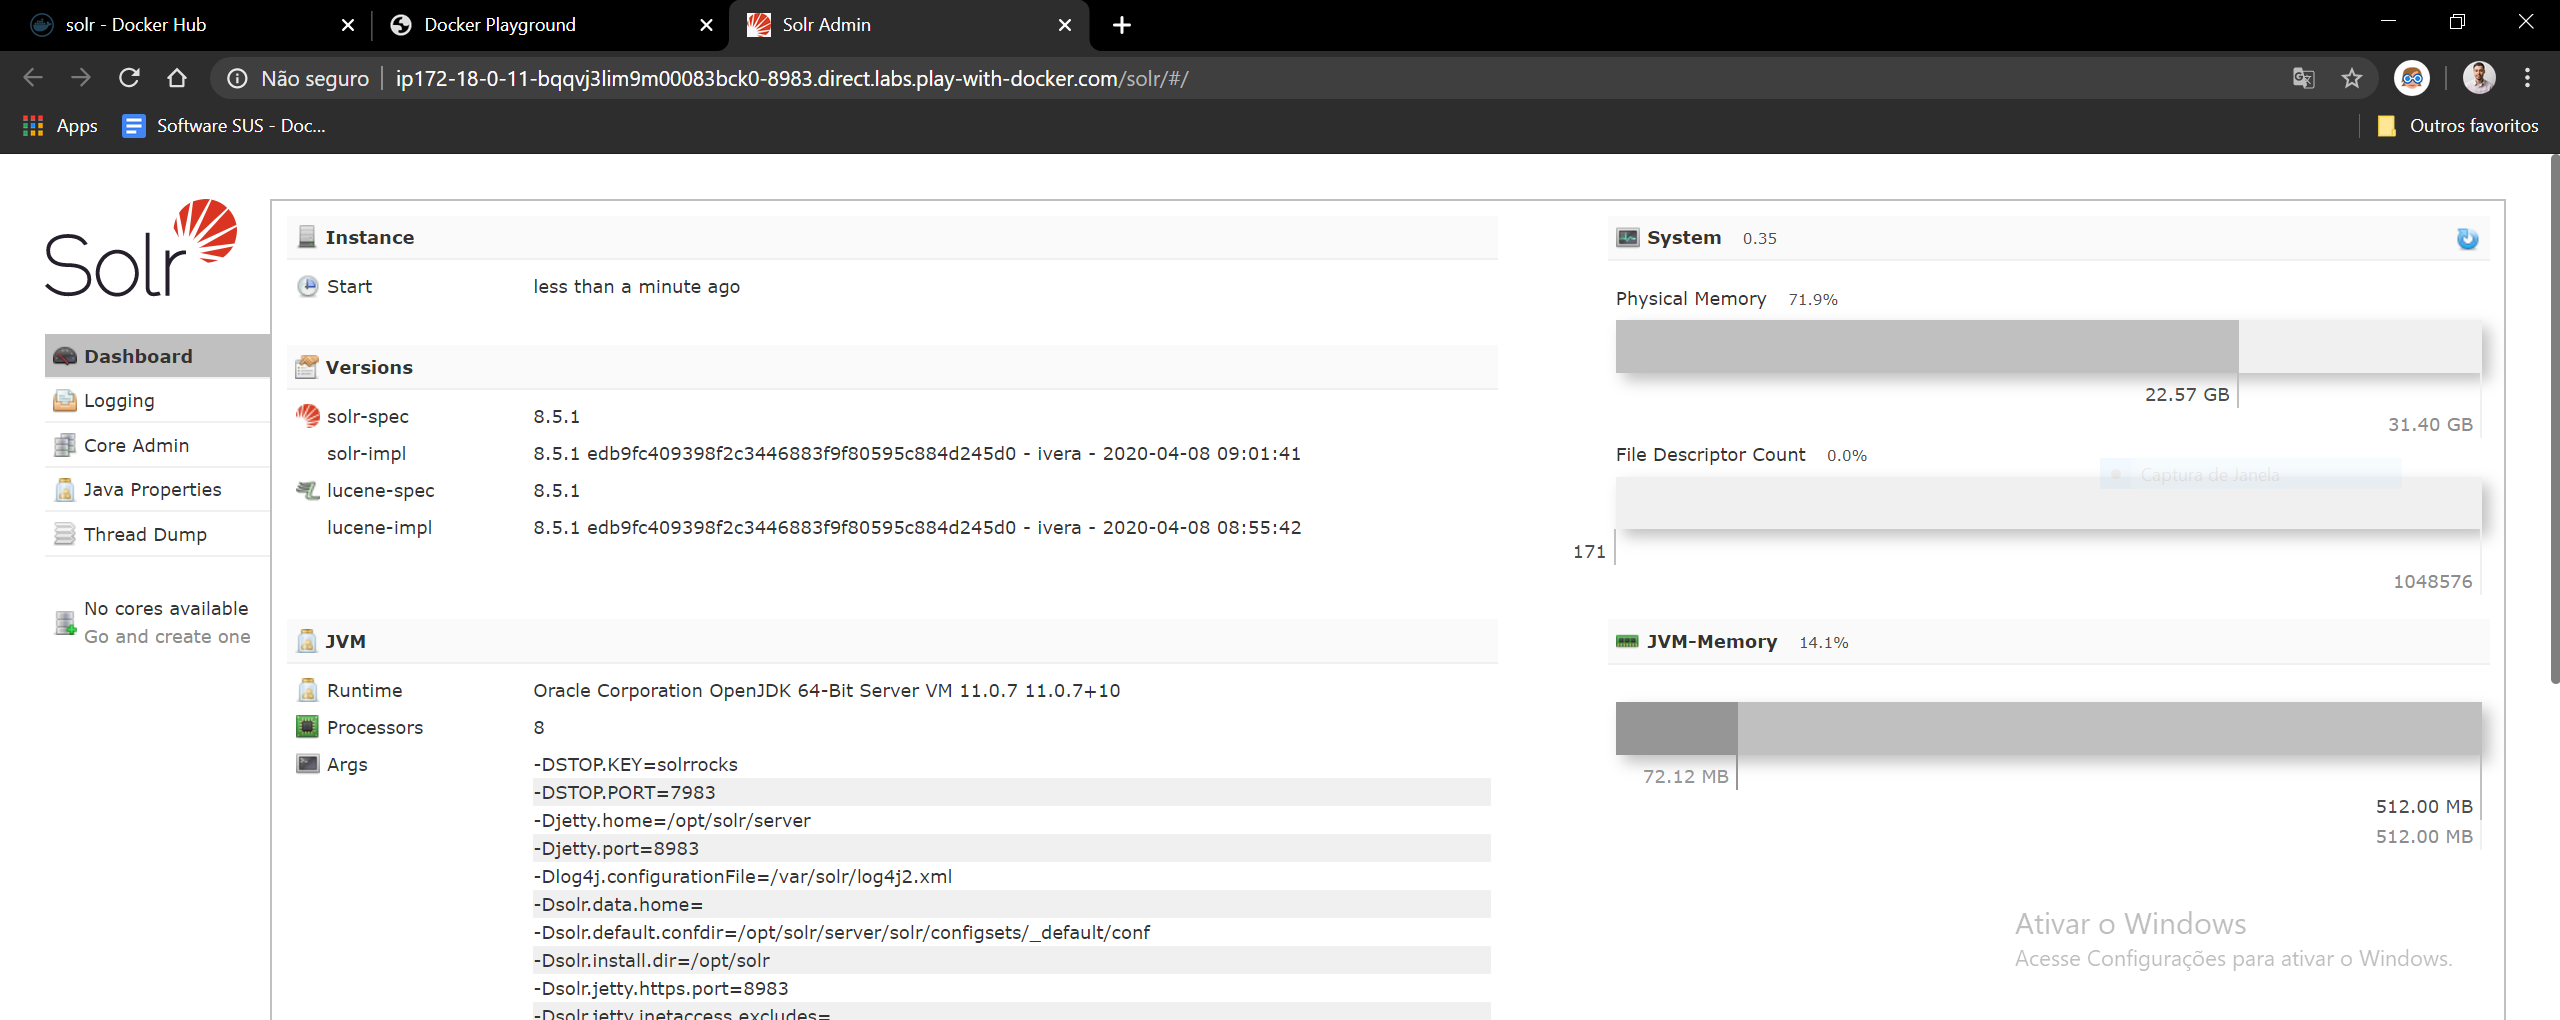 solr - Docker Hub
Docker Playground
Solr Admin
Não seguro
ip172-18-0-11-bqqvj3lim9m00083bck0-8983.direct.labs.play-with-docker.com/solr/#/
Apps
Software SUS - Doc...
Outros favoritos
Solr
Dashboard
Logging
Core Admin
Java Properties
Thread Dump
No cores available
Go and create one
Instance
Start less than a minute ago
Versions
solr-spec 8.5.1
solr-impl 8.5.1 edb9fc409398f2c3446883f9f80595c884d245d0 - ivera - 2020-04-08 09:01:41
lucene-spec 8.5.1
lucene-impl 8.5.1 edb9fc409398f2c3446883f9f80595c884d245d0 - ivera - 2020-04-08 08:55:42
JVM
Runtime Oracle Corporation OpenJDK 64-Bit Server VM 11.0.7 11.0.7+10
Processors 8
Args -DSTOP.KEY=solrrocks
-DSTOP.PORT=7983
-Djetty.home=/opt/solr/server
-Djetty.port=8983
-Dlog4j.configurationFile=/var/solr/log4j2.xml
-Dsolr.data.home=
-Dsolr.default.confdir=/opt/solr/server/solr/configsets/_default/conf
-Dsolr.install.dir=/opt/solr
-Dsolr.jetty.https.port=8983
-Dsolr.jetty.inetaccess.excludes=
System 0.35
Physical Memory 71.9%
22.57 GB
31.40 GB
File Descriptor Count 0.0%
Captura de Janela
171
1048576
JVM-Memory 14.1%
72.12 MB
512.00 MB
512.00 MB
Ativar o Windows
Acesse Configurações para ativar o Windows.